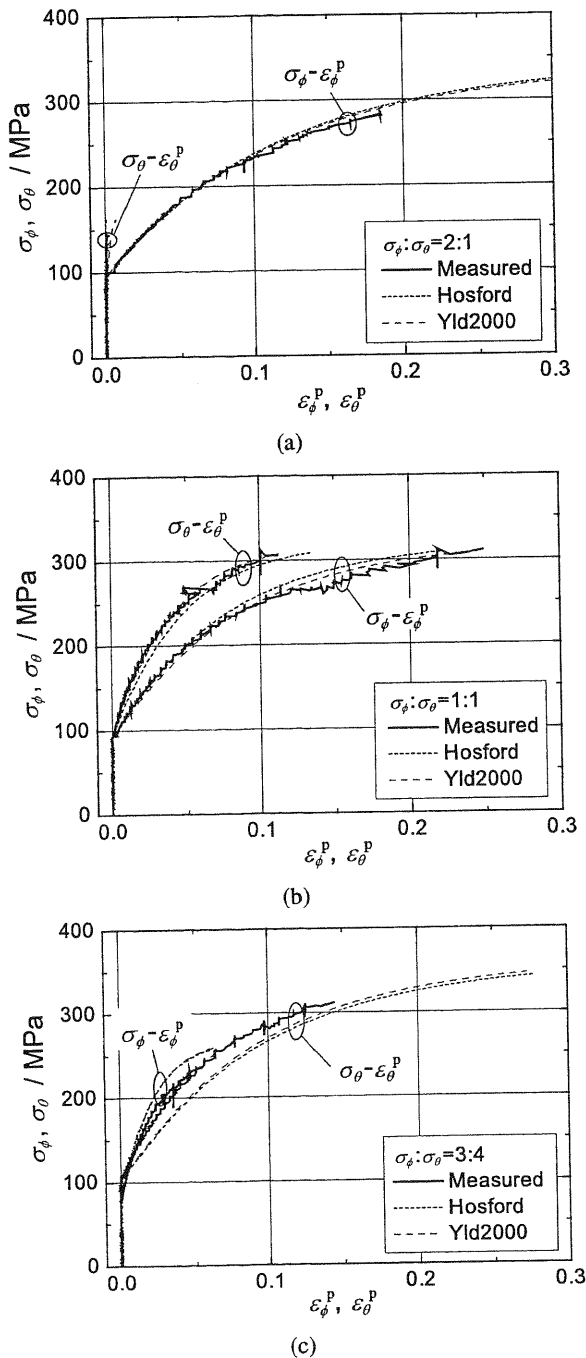 400
300
200
100
0
σϕ, σθ / MPa
σϕ-εϕᵖ
σθ-εθᵖ
σϕ:σθ=2:1
Measured
Hosford
Yld2000
0.0 0.1 0.2 0.3
εϕᵖ, εθᵖ
(a)
400
300
200
100
0
σϕ, σθ / MPa
σθ-εθᵖ
σϕ-εϕᵖ
σϕ:σθ=1:1
Measured
Hosford
Yld2000
0.0 0.1 0.2 0.3
εϕᵖ, εθᵖ
(b)
400
300
200
100
0
σϕ, σθ / MPa
σϕ-εϕᵖ
σθ-εθᵖ
σϕ:σθ=3:4
Measured
Hosford
Yld2000
0.0 0.1 0.2 0.3
εϕᵖ, εθᵖ
(c)